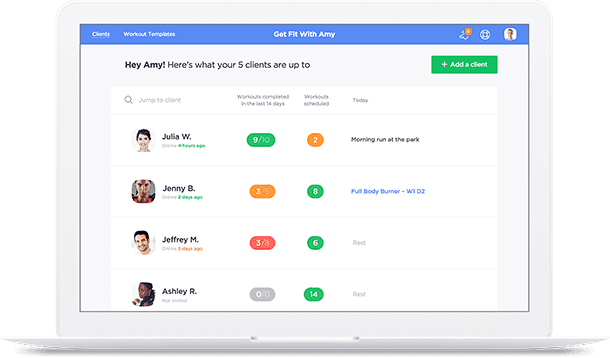 Clients Workout Templates Get Fit With Amy 8
Hey Amy! Here's what your 5 clients are up to + Add a client
Jump to client
Workouts completed
in the last 14 days
Workouts
scheduled
Today
Julia W.
Online 4 hours ago
9/10 2 Morning run at the park
Jenny B.
Online 2 days ago
3/5 8 Full Body Burner – W1 D2
Jeffrey M.
Online 5 days ago
3/8 6 Rest
Ashley R.
Not invited
0/0 14 Rest